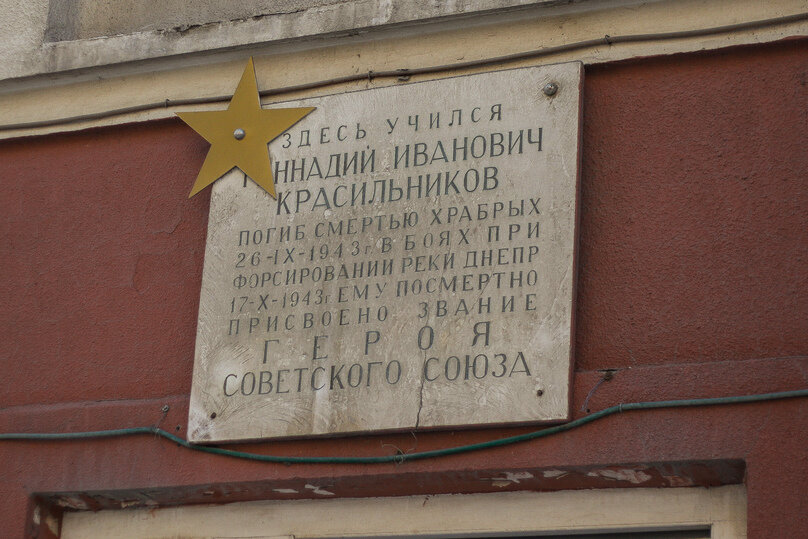 ЗДЕСЬ УЧИЛСЯ
ГЕННАДИЙ ИВАНОВИЧ
КРАСИЛЬНИКОВ
ПОГИБ СМЕРТЬЮ ХРАБРЫХ
26-IX-1943г. В БОЯХ ПРИ
ФОРСИРОВАНИИ РЕКИ ДНЕПР
17-X-1943г. ЕМУ ПОСМЕРТНО
ПРИСВОЕНО ЗВАНИЕ
ГЕРОЯ
СОВЕТСКОГО СОЮЗА